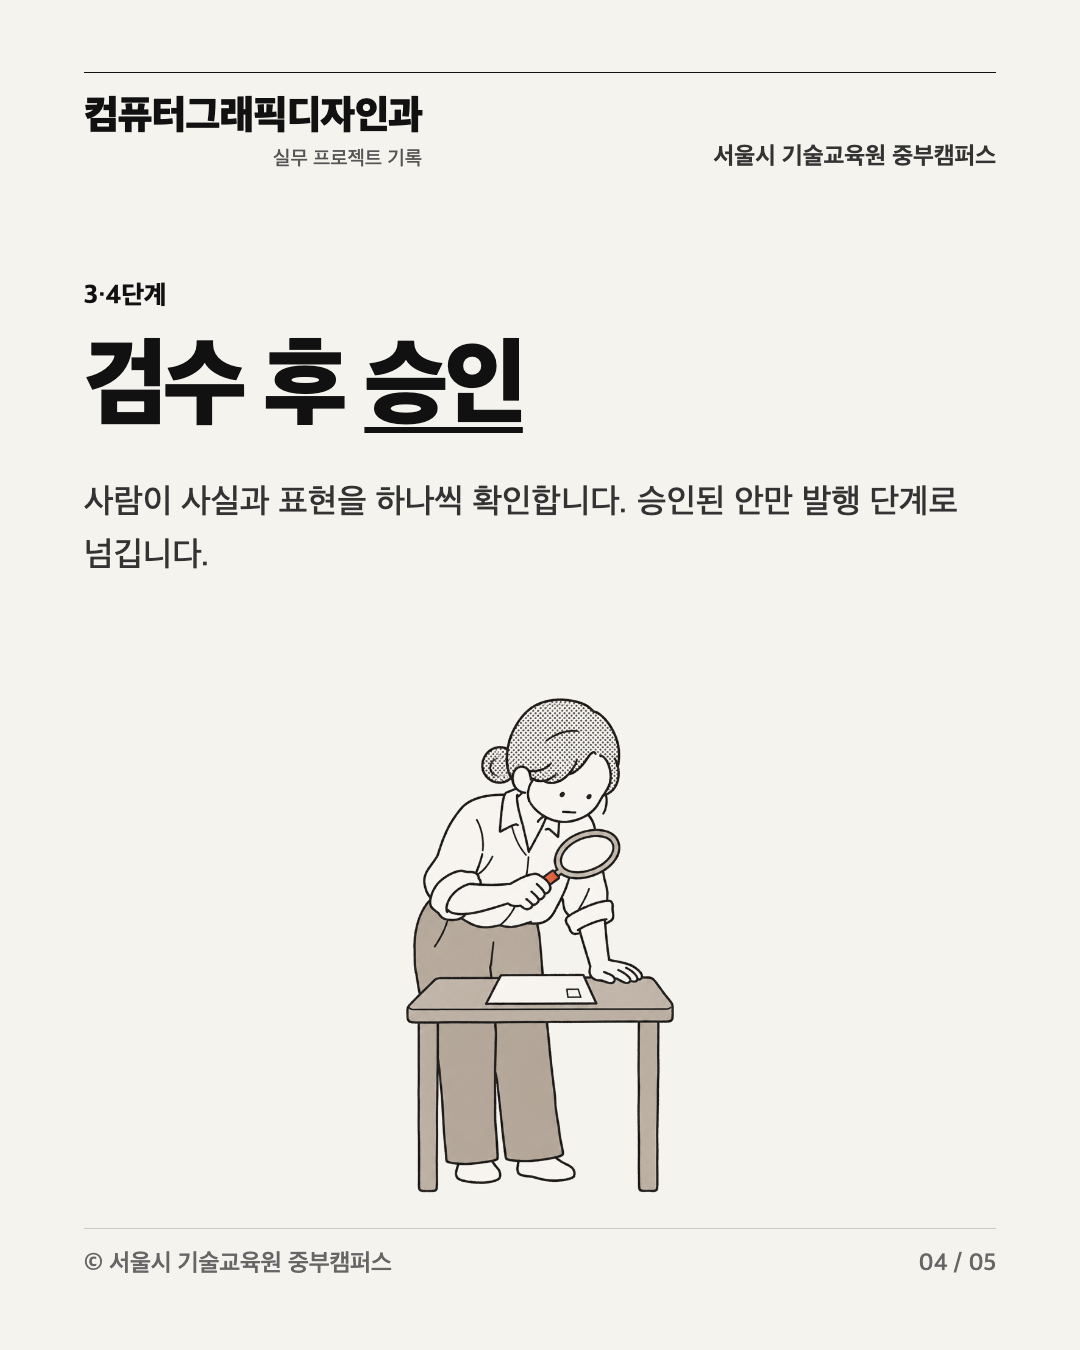 컴퓨터그래픽디자인과
실무 프로젝트 기록
서울시 기술교육원 중부캠퍼스
3·4단계
검수 후 승인
사람이 사실과 표현을 하나씩 확인합니다. 승인된 안만 발행 단계로
넘깁니다.
© 서울시 기술교육원 중부캠퍼스
04 / 05